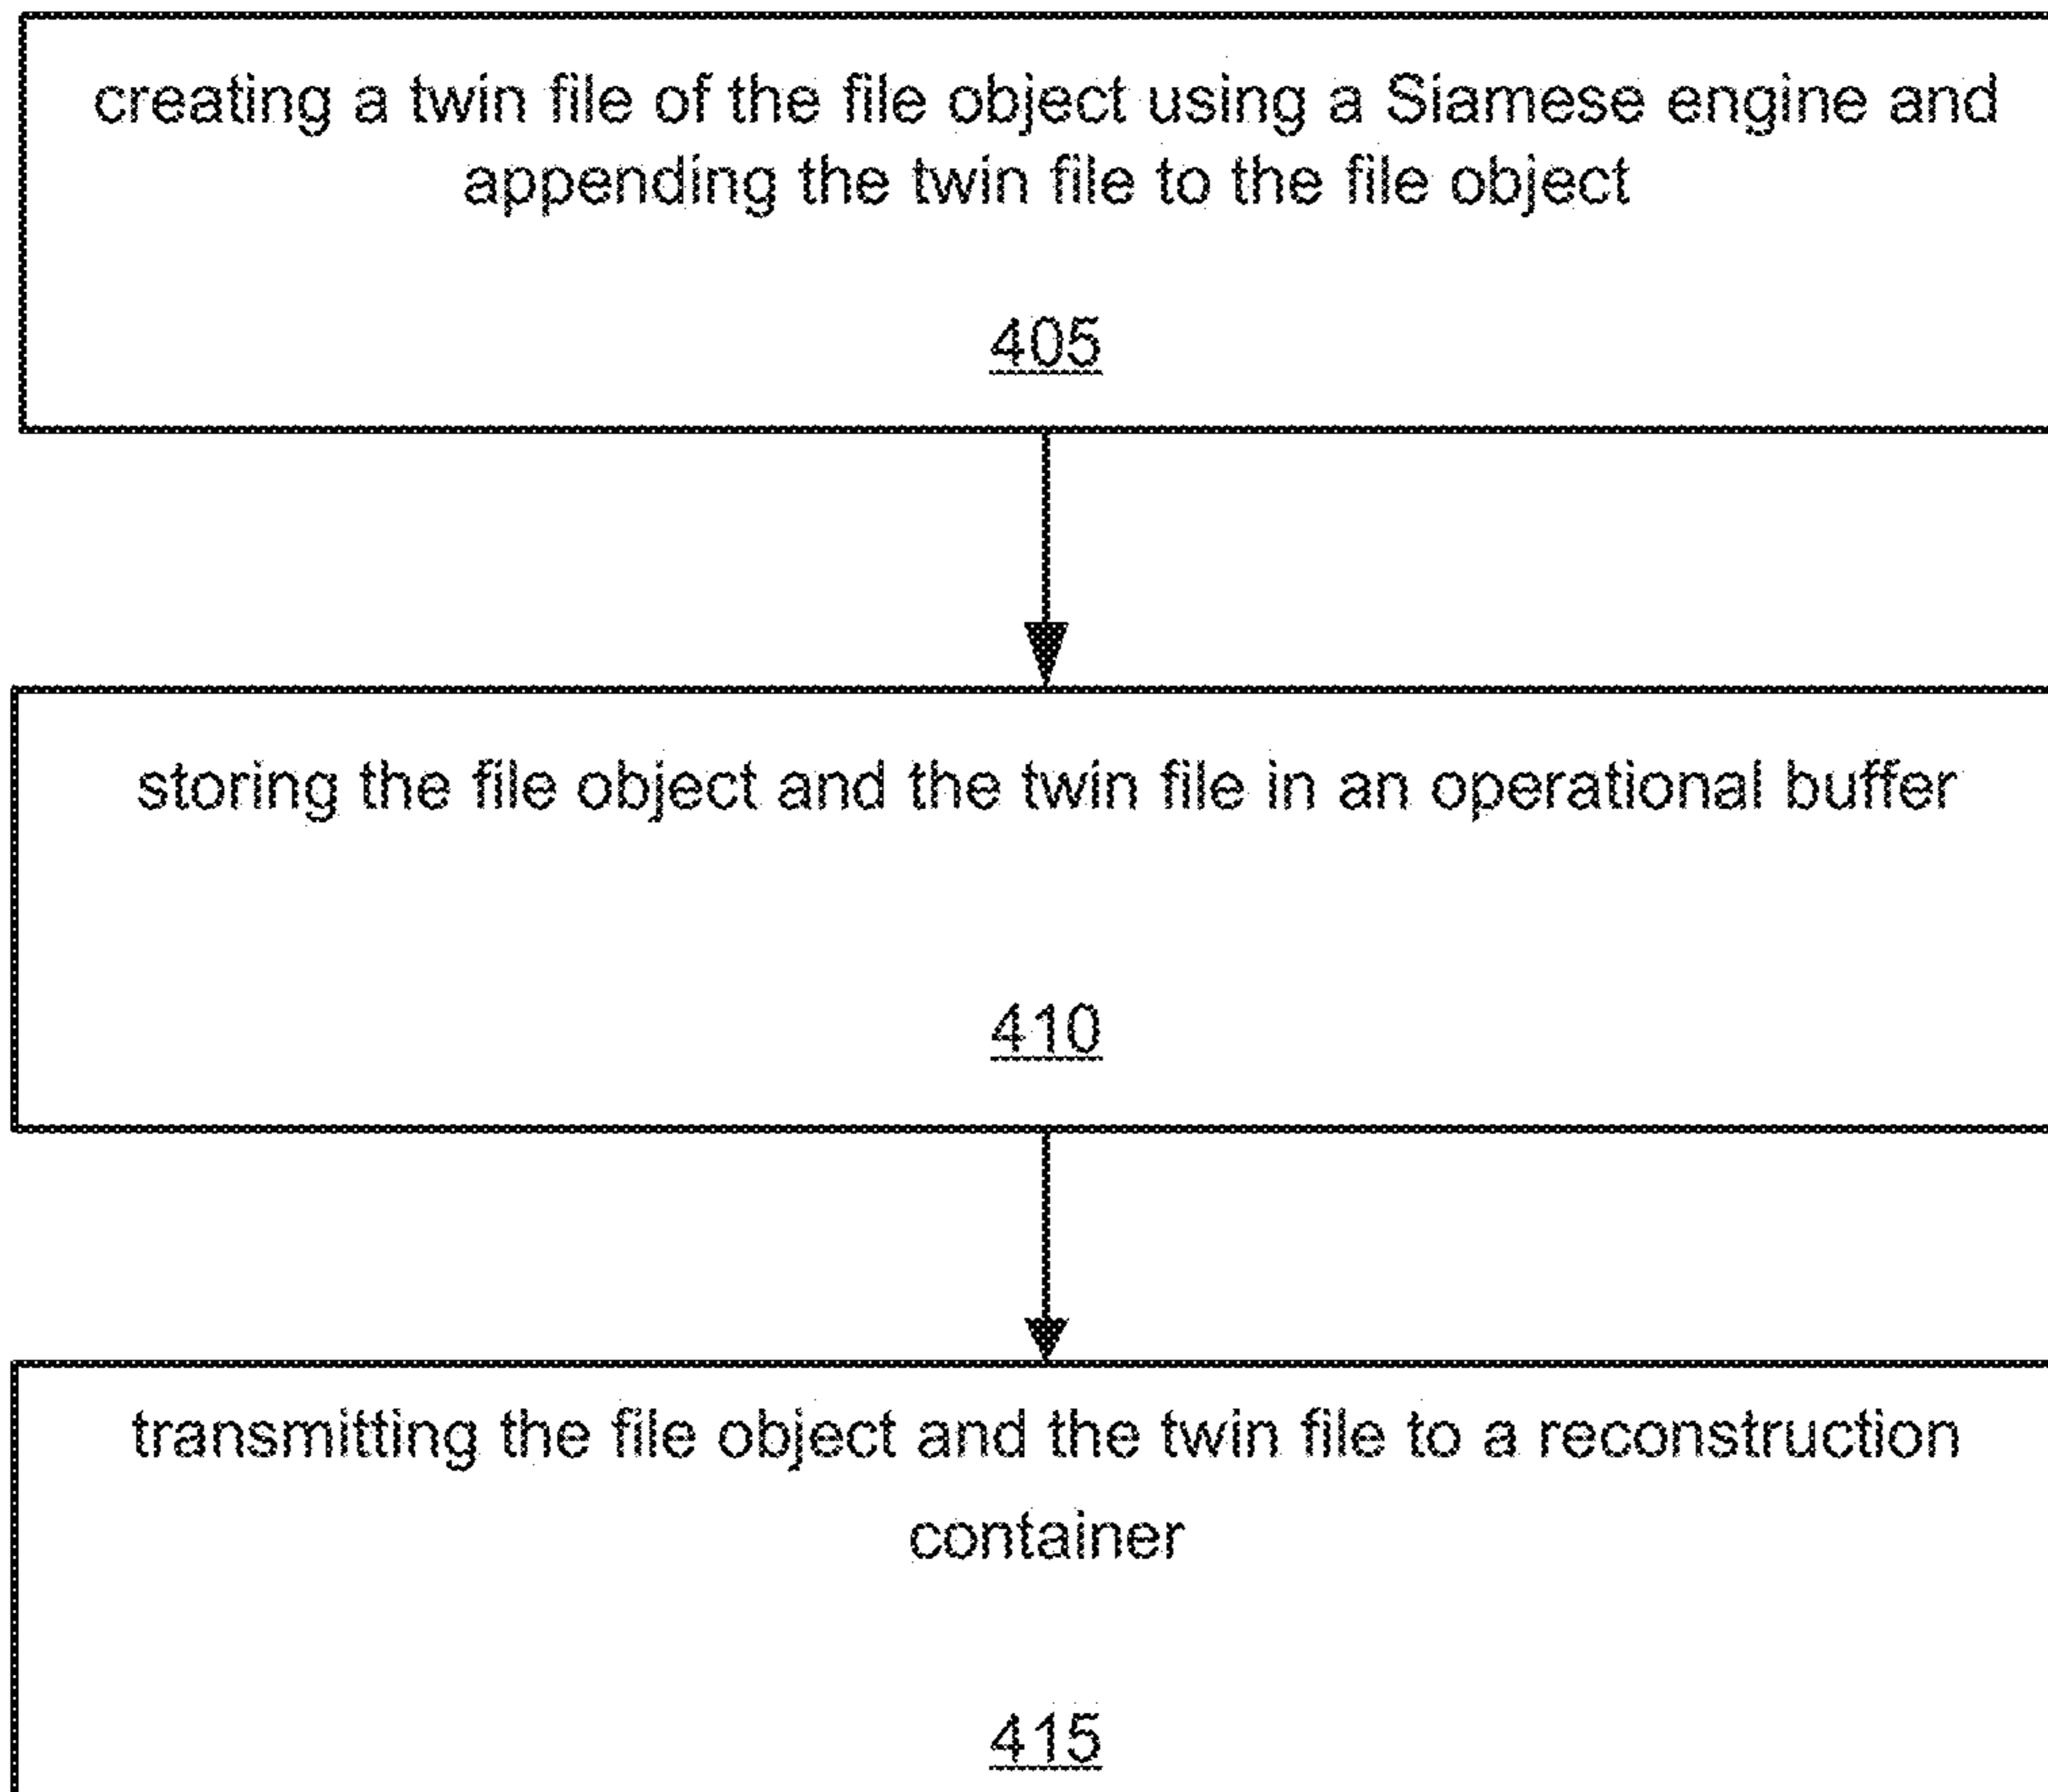 creating a twin file of the file object using a Siamese engine and
appending the twin file to the file object
405
storing the file object and the twin file in an operational buffer
410
transmitting the file object and the twin file to a reconstruction
container
415